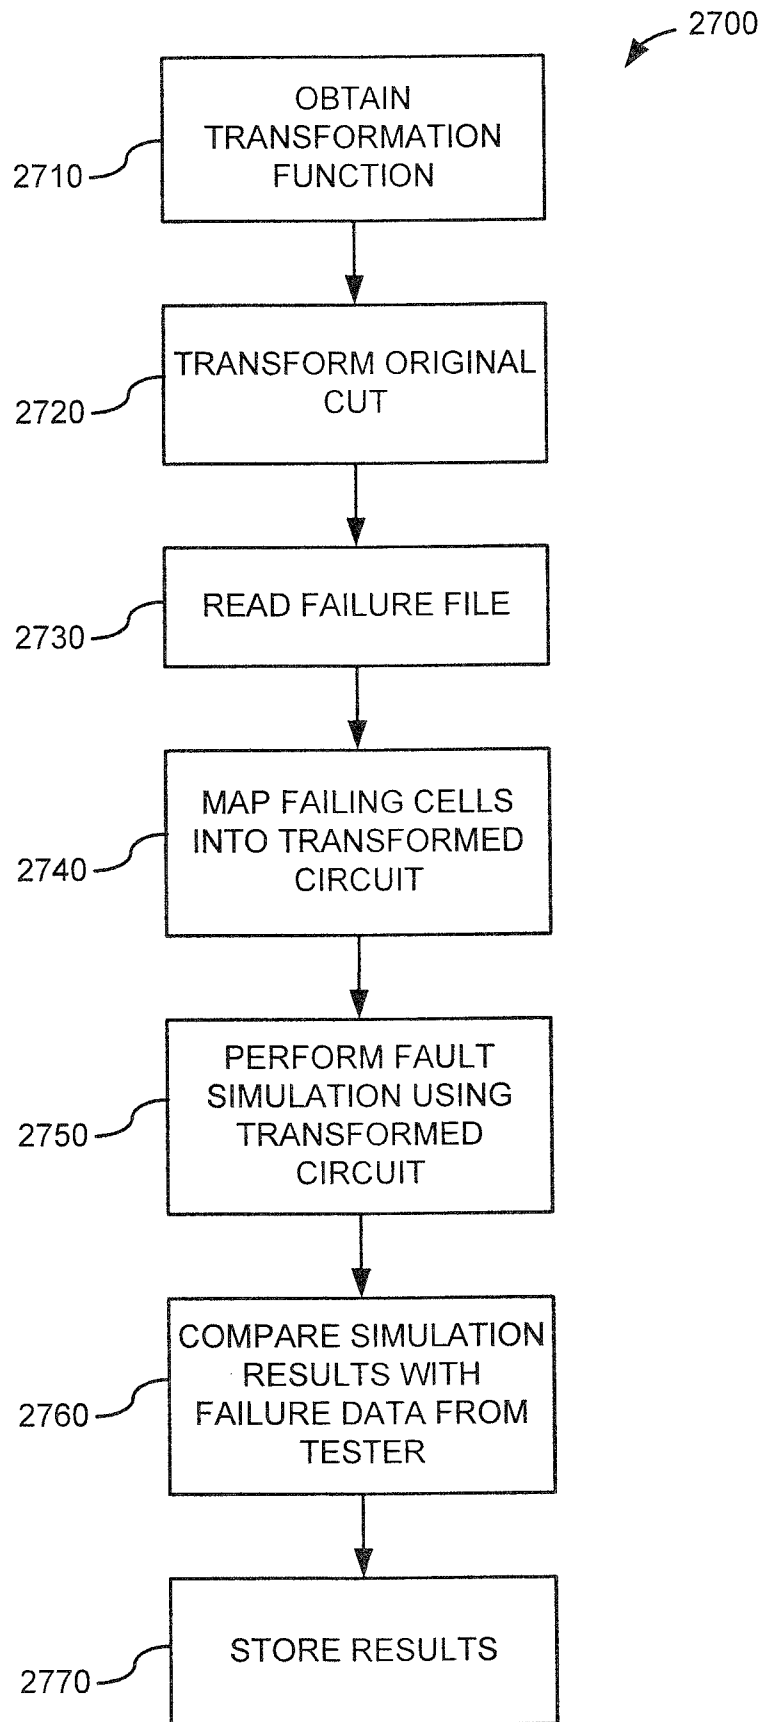 2700
OBTAIN
TRANSFORMATION
FUNCTION
2710
TRANSFORM ORIGINAL
CUT
2720
READ FAILURE FILE
2730
MAP FAILING CELLS
INTO TRANSFORMED
CIRCUIT
2740
PERFORM FAULT
SIMULATION USING
TRANSFORMED
CIRCUIT
2750
COMPARE SIMULATION
RESULTS WITH
FAILURE DATA FROM
TESTER
2760
STORE RESULTS
2770